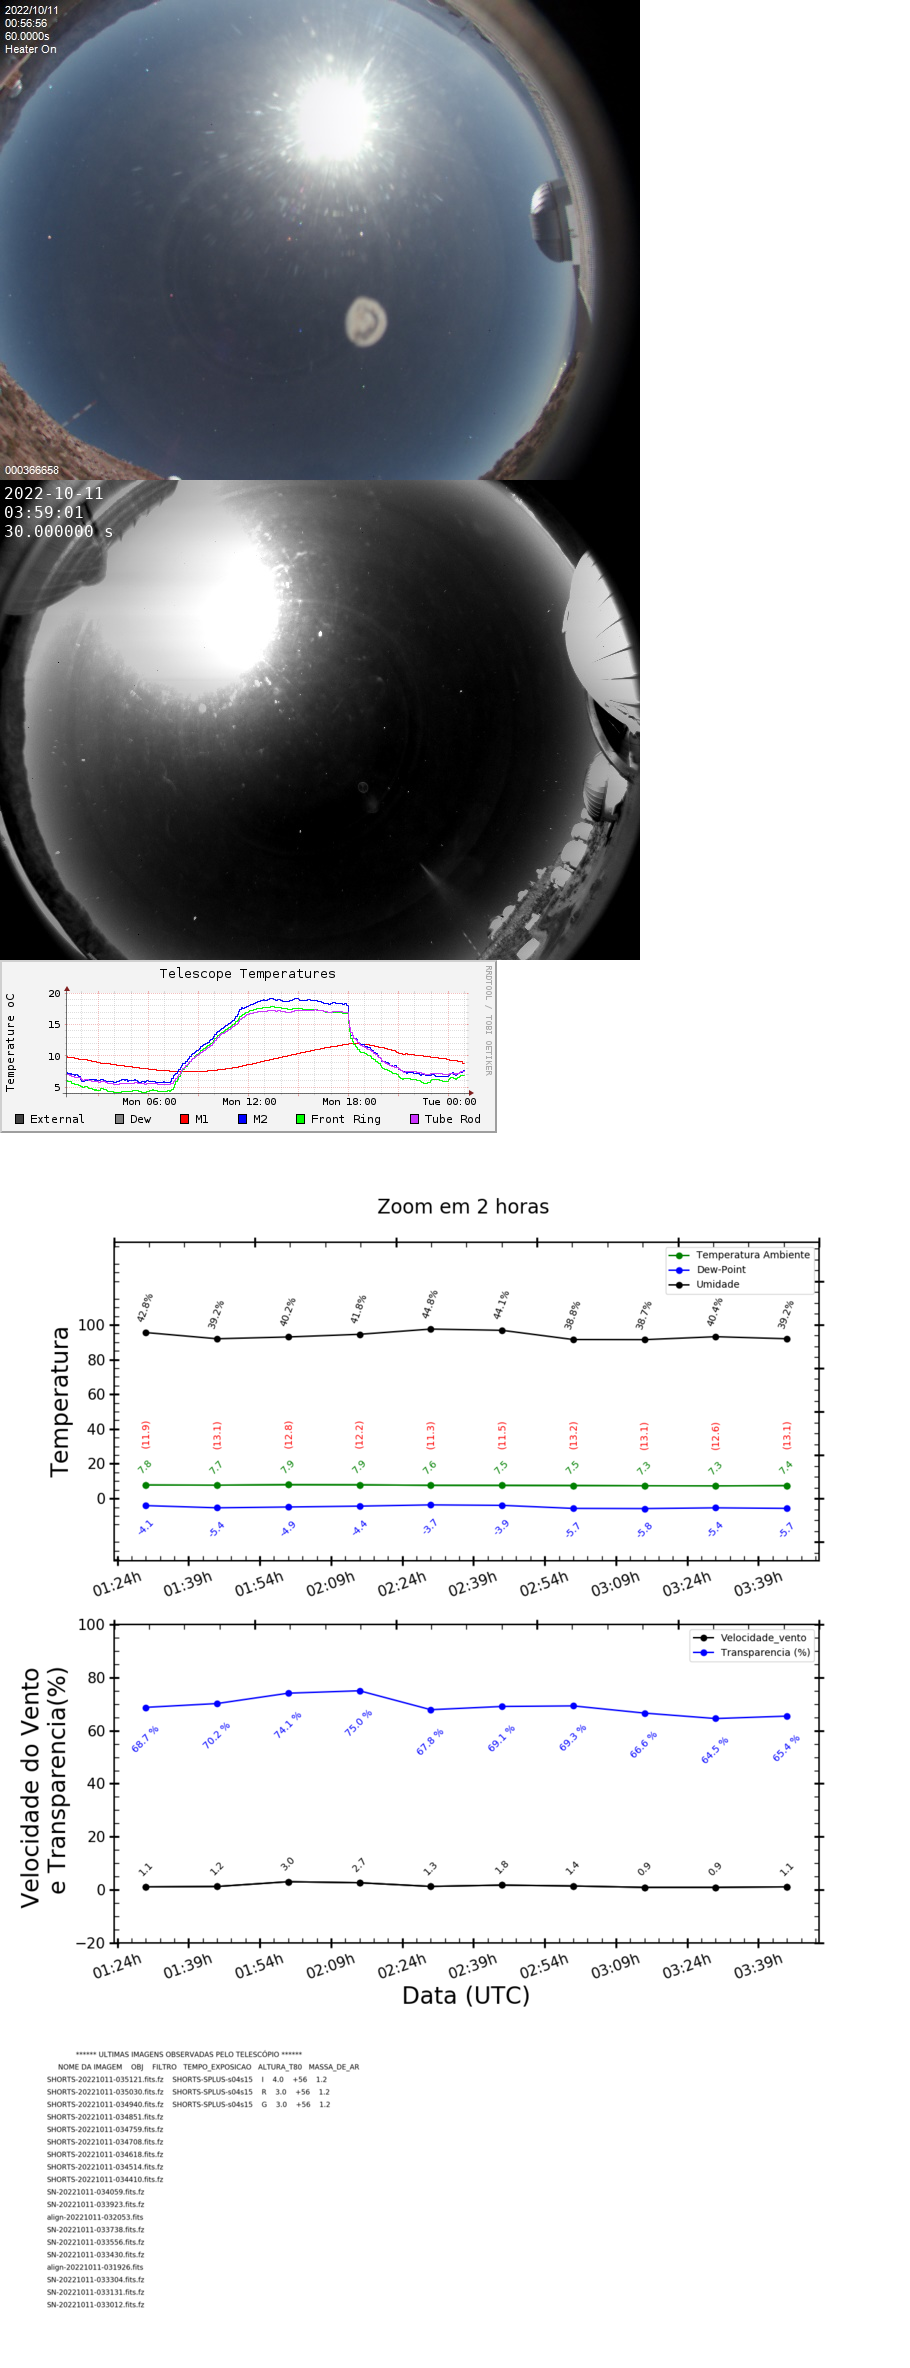 2022/10/11
00:56:56
60.0000s
Heater On
000366658
2022-10-11
03:59:01
30.000000 s
Telescope Temperatures
Temperature oC
RRDTOOL / TOBI OETIKER
20
15
10
5
Mon 06:00 Mon 12:00 Mon 18:00 Tue 00:00
External Dew M1 M2 Front Ring Tube Rod
Zoom em 2 horas
Temperatura
Temperatura Ambiente
Dew-Point
Umidade
100
80
60
40
20
0
42.8% 39.2% 40.2% 41.8% 44.8% 44.1% 38.8% 38.7% 40.4% 39.2%
(11.9) (13.1) (12.8) (12.2) (11.3) (11.5) (13.2) (13.1) (12.6) (13.1)
7.8 7.7 7.9 7.9 7.6 7.5 7.5 7.3 7.3 7.4
-4.1 -5.4 -4.9 -4.4 -3.7 -3.9 -5.7 -5.8 -5.4 -5.7
01:24h 01:39h 01:54h 02:09h 02:24h 02:39h 02:54h 03:09h 03:24h 03:39h
Velocidade do Vento
e Transparencia(%)
Velocidade_vento
Transparencia (%)
100
80
60
40
20
0
−20
68.7 % 70.2 % 74.1 % 75.0 % 67.8 % 69.1 % 69.3 % 66.6 % 64.5 % 65.4 %
1.1 1.2 3.0 2.7 1.3 1.8 1.4 0.9 0.9 1.1
01:24h 01:39h 01:54h 02:09h 02:24h 02:39h 02:54h 03:09h 03:24h 03:39h
Data (UTC)
****** ULTIMAS IMAGENS OBSERVADAS PELO TELESCÓPIO ******
NOME DA IMAGEM OBJ FILTRO TEMPO_EXPOSICAO ALTURA_T80 MASSA_DE_AR
SHORTS-20221011-035121.fits.fz SHORTS-SPLUS-s04s15 I 4.0 +56 1.2
SHORTS-20221011-035030.fits.fz SHORTS-SPLUS-s04s15 R 3.0 +56 1.2
SHORTS-20221011-034940.fits.fz SHORTS-SPLUS-s04s15 G 3.0 +56 1.2
SHORTS-20221011-034851.fits.fz
SHORTS-20221011-034759.fits.fz
SHORTS-20221011-034708.fits.fz
SHORTS-20221011-034618.fits.fz
SHORTS-20221011-034514.fits.fz
SHORTS-20221011-034410.fits.fz
SN-20221011-034059.fits.fz
SN-20221011-033923.fits.fz
align-20221011-032053.fits
SN-20221011-033738.fits.fz
SN-20221011-033556.fits.fz
SN-20221011-033430.fits.fz
align-20221011-031926.fits
SN-20221011-033304.fits.fz
SN-20221011-033131.fits.fz
SN-20221011-033012.fits.fz